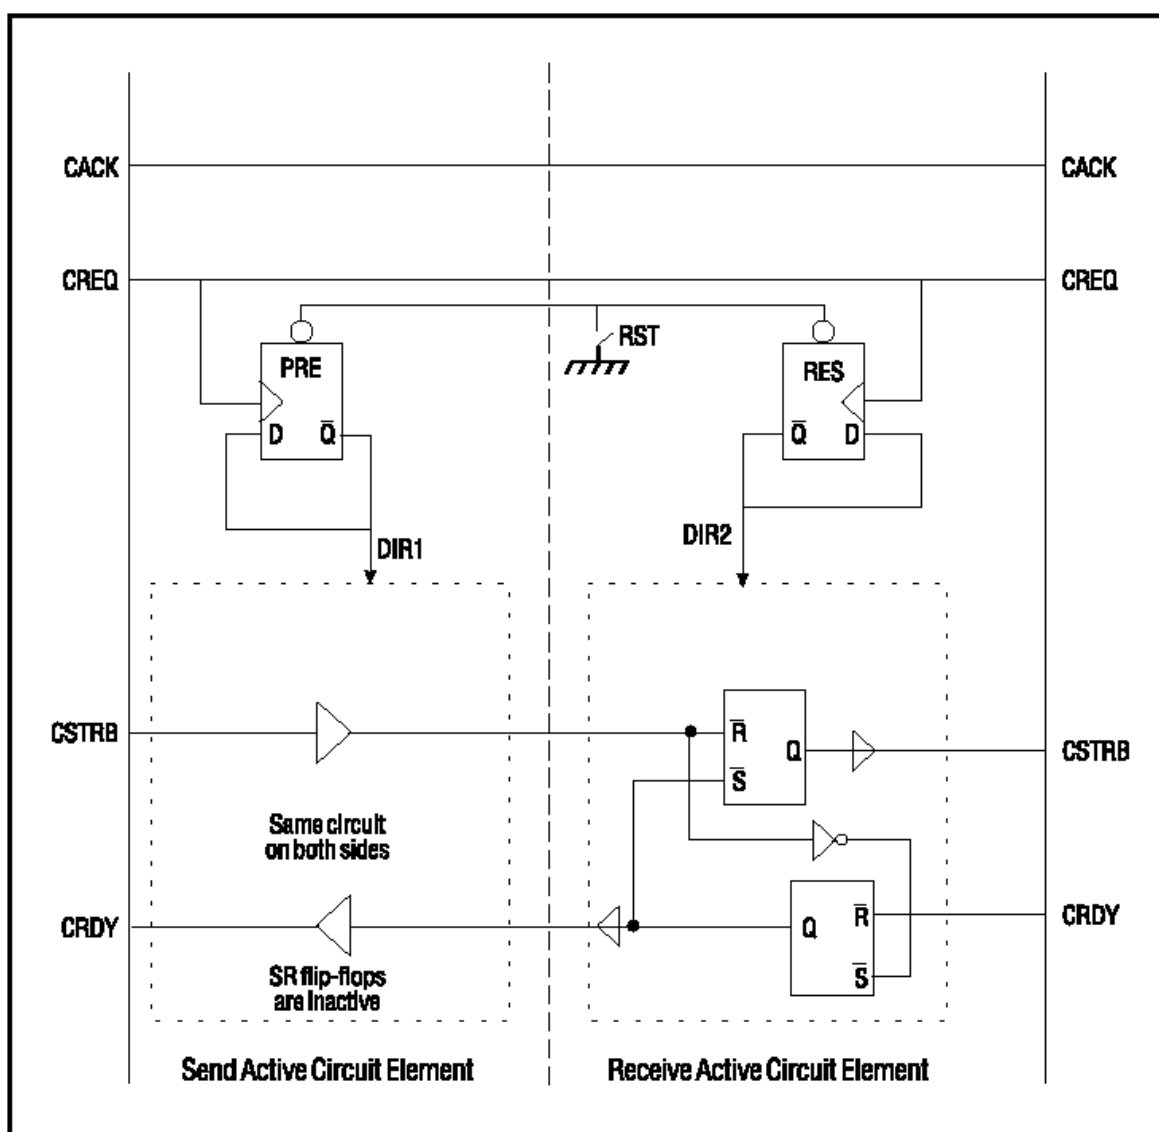 CACK
CACK
CREQ
CREQ
RST
PRE
RES
D
Q̅
Q̅
D
DIR1
DIR2
CSTRB
R̅
Q
S̅
CSTRB
Same circuit
on both sides
CRDY
Q
R̅
CRDY
S̅
SR flip-flops
are Inactive
Send Active Circuit Element
Receive Active Circuit Element